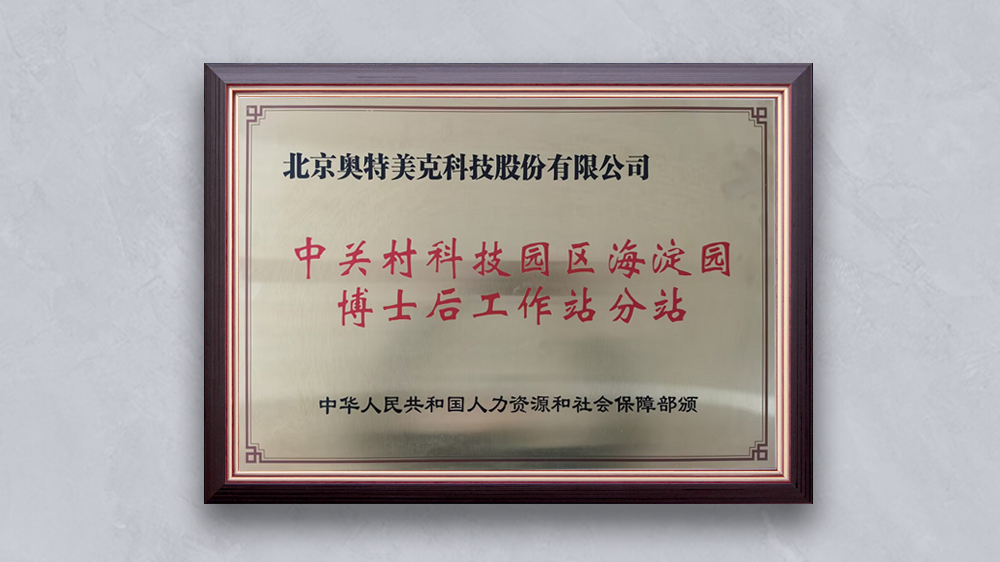 北京奥特美克科技股份有限公司
中关村科技园区海淀园
博士后工作站分站
中华人民共和国人力资源和社会保障部颁